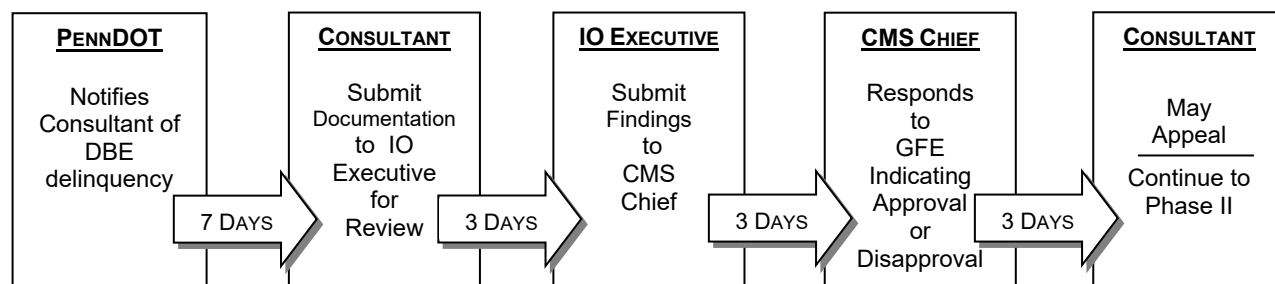 PENNDOT
Notifies
Consultant of
DBE
delinquency
7 DAYS
CONSULTANT
Submit
Documentation
to IO
Executive
for
Review
3 DAYS
IO EXECUTIVE
Submit
Findings
to
CMS
Chief
3 DAYS
CMS CHIEF
Responds
to
GFE
Indicating
Approval
or
Disapproval
3 DAYS
CONSULTANT
May
Appeal
Continue to
Phase II